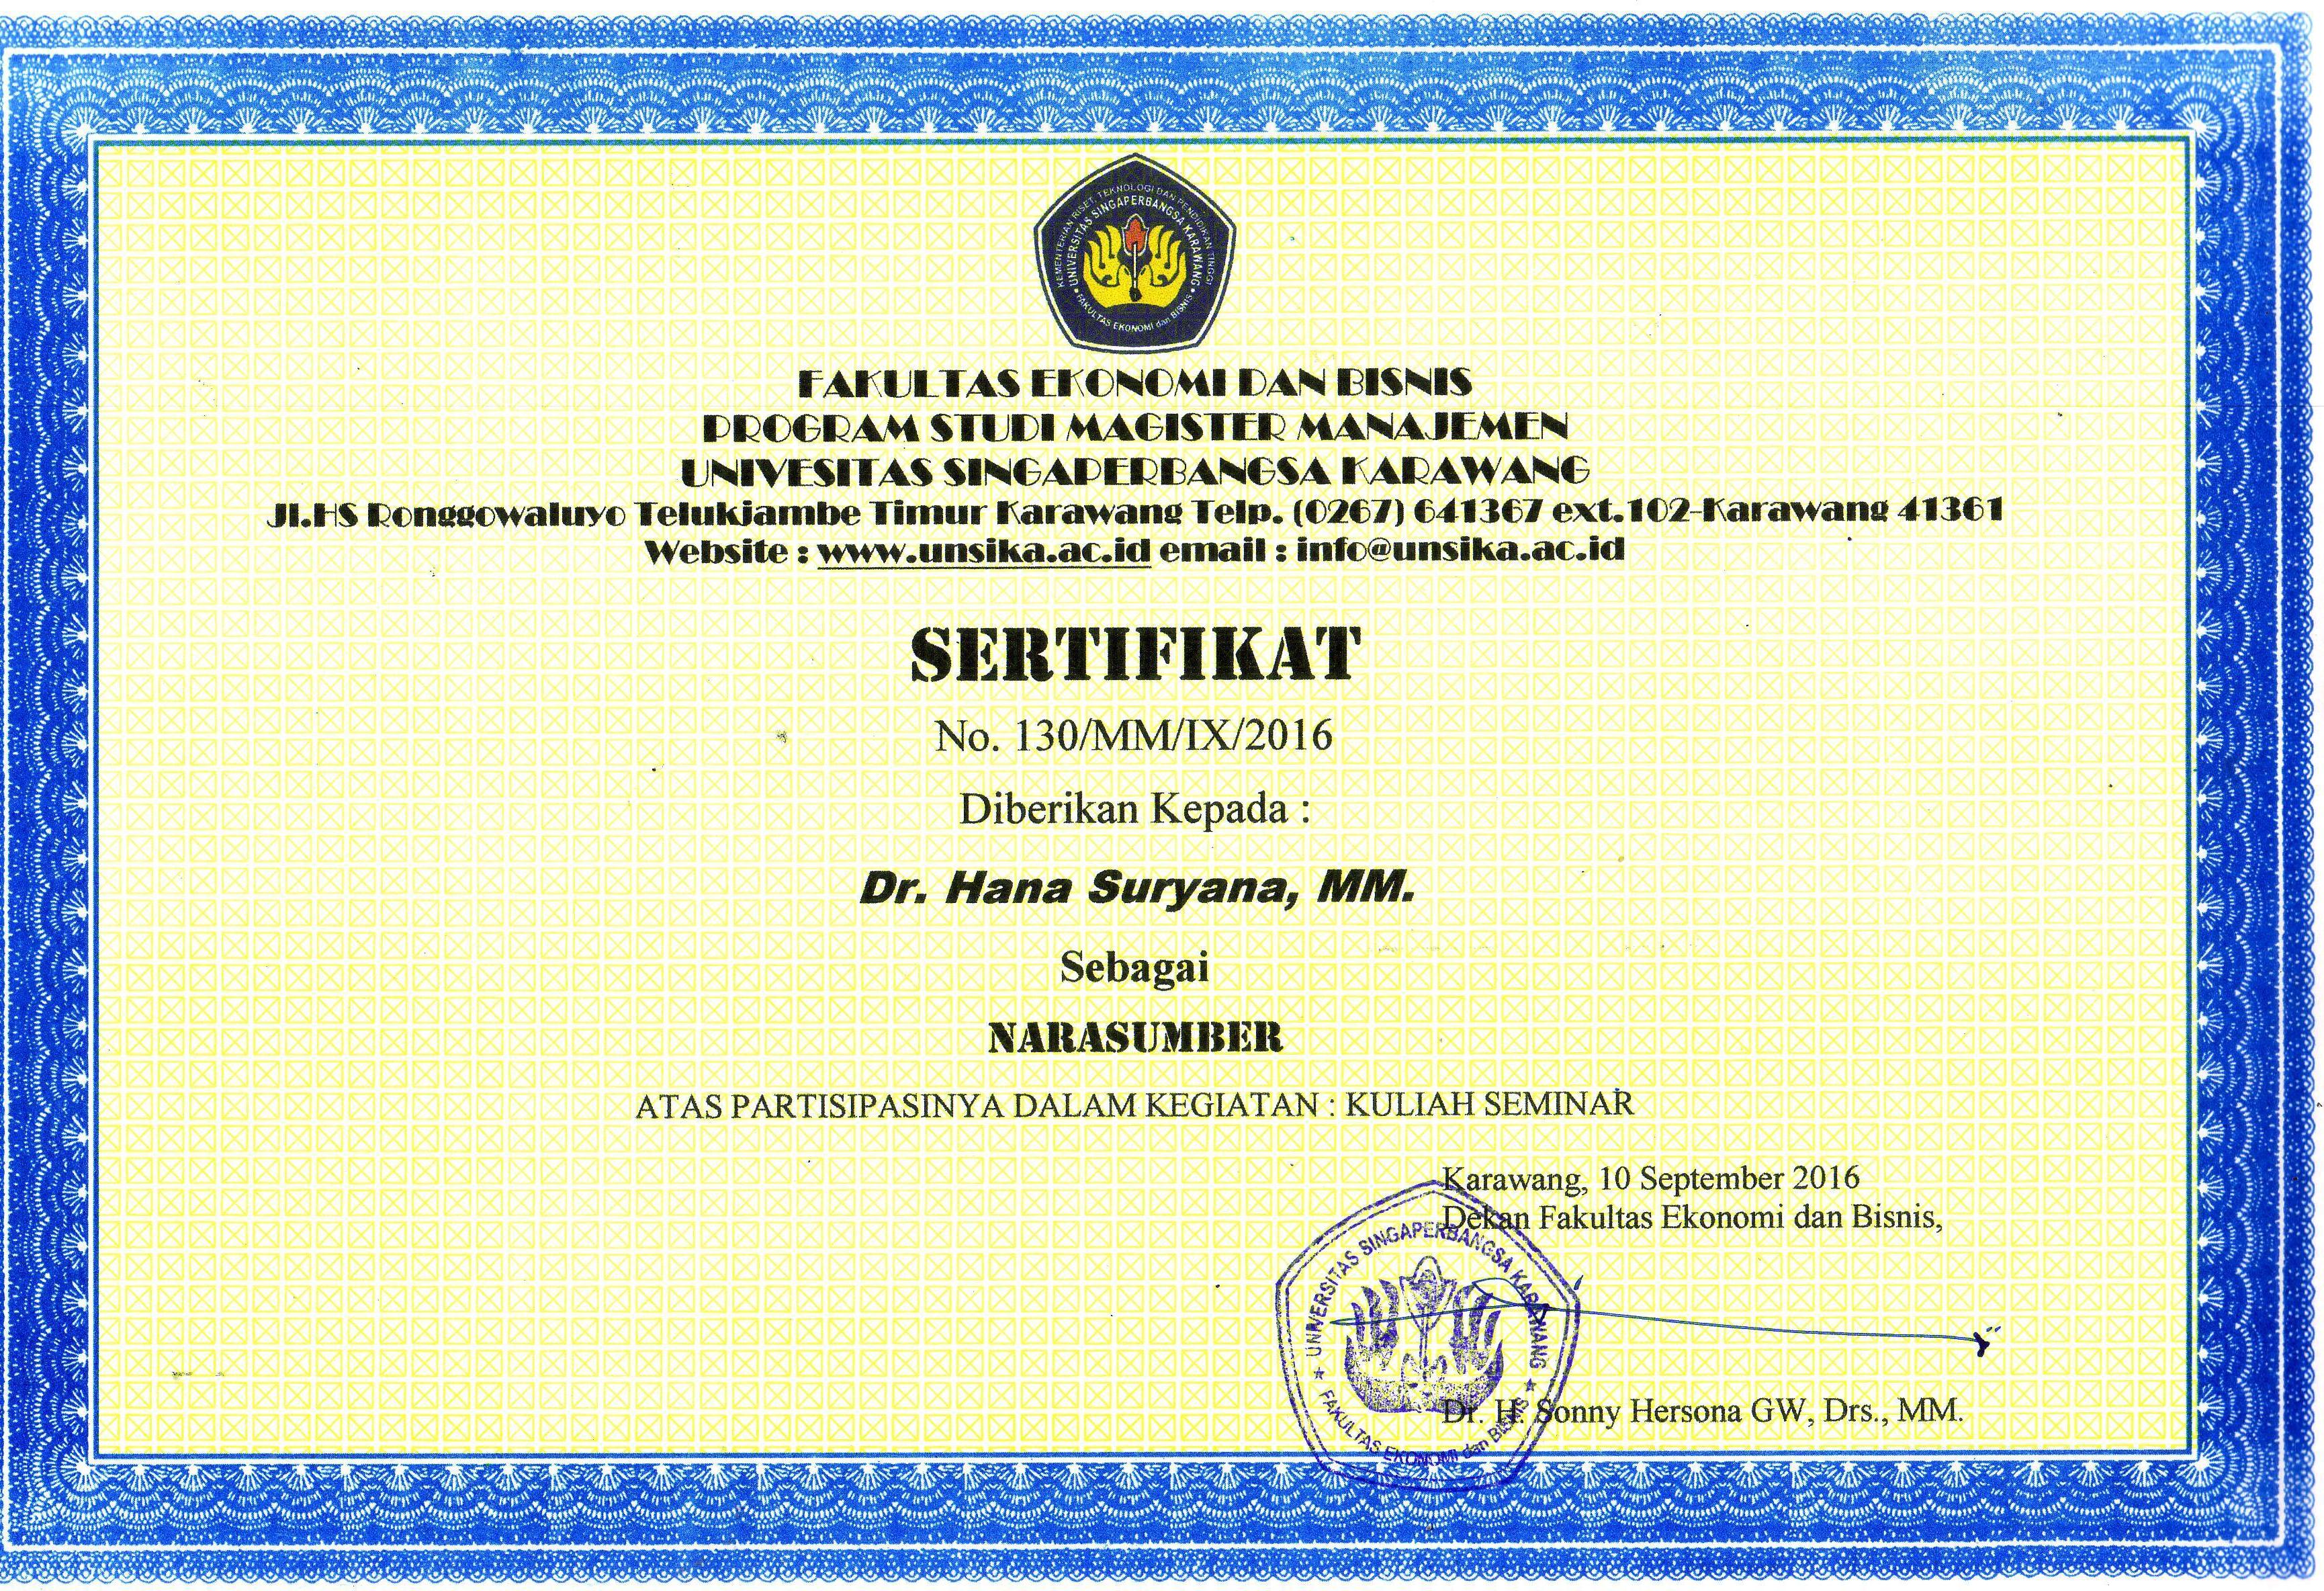 KEMENTERIAN RISET, TEKNOLOGI DAN PENDIDIKAN TINGGI
UNIVERSITAS SINGAPERBANGSA KARAWANG
FAKULTAS EKONOMI dan BISNIS
FAKULTAS EKONOMI DAN BISNIS
PROGRAM STUDI MAGISTER MANAJEMEN
UNIVESITAS SINGAPERBANGSA KARAWANG
Jl.HS Ronggowaluyo Telukjambe Timur Karawang Telp. (0267) 641367 ext.102-Karawang 41361
Website : www.unsika.ac.id email : info@unsika.ac.id
SERTIFIKAT
No. 130/MM/IX/2016
Diberikan Kepada :
Dr. Hana Suryana, MM.
Sebagai
NARASUMBER
ATAS PARTISIPASINYA DALAM KEGIATAN : KULIAH SEMINAR
Karawang, 10 September 2016
Dekan Fakultas Ekonomi dan Bisnis,
UNIVERSITAS SINGAPERBANGSA KARAWANG
FAKULTAS EKONOMI dan BISNIS
Dr. H. Sonny Hersona GW, Drs., MM.